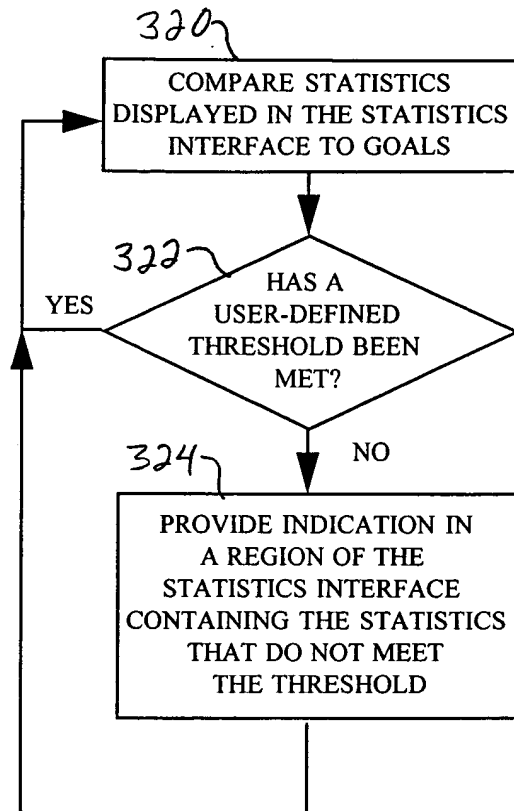 320
COMPARE STATISTICS
DISPLAYED IN THE STATISTICS
INTERFACE TO GOALS
322
HAS A
USER-DEFINED
THRESHOLD BEEN
MET?
YES
NO
324
PROVIDE INDICATION IN
A REGION OF THE
STATISTICS INTERFACE
CONTAINING THE STATISTICS
THAT DO NOT MEET
THE THRESHOLD